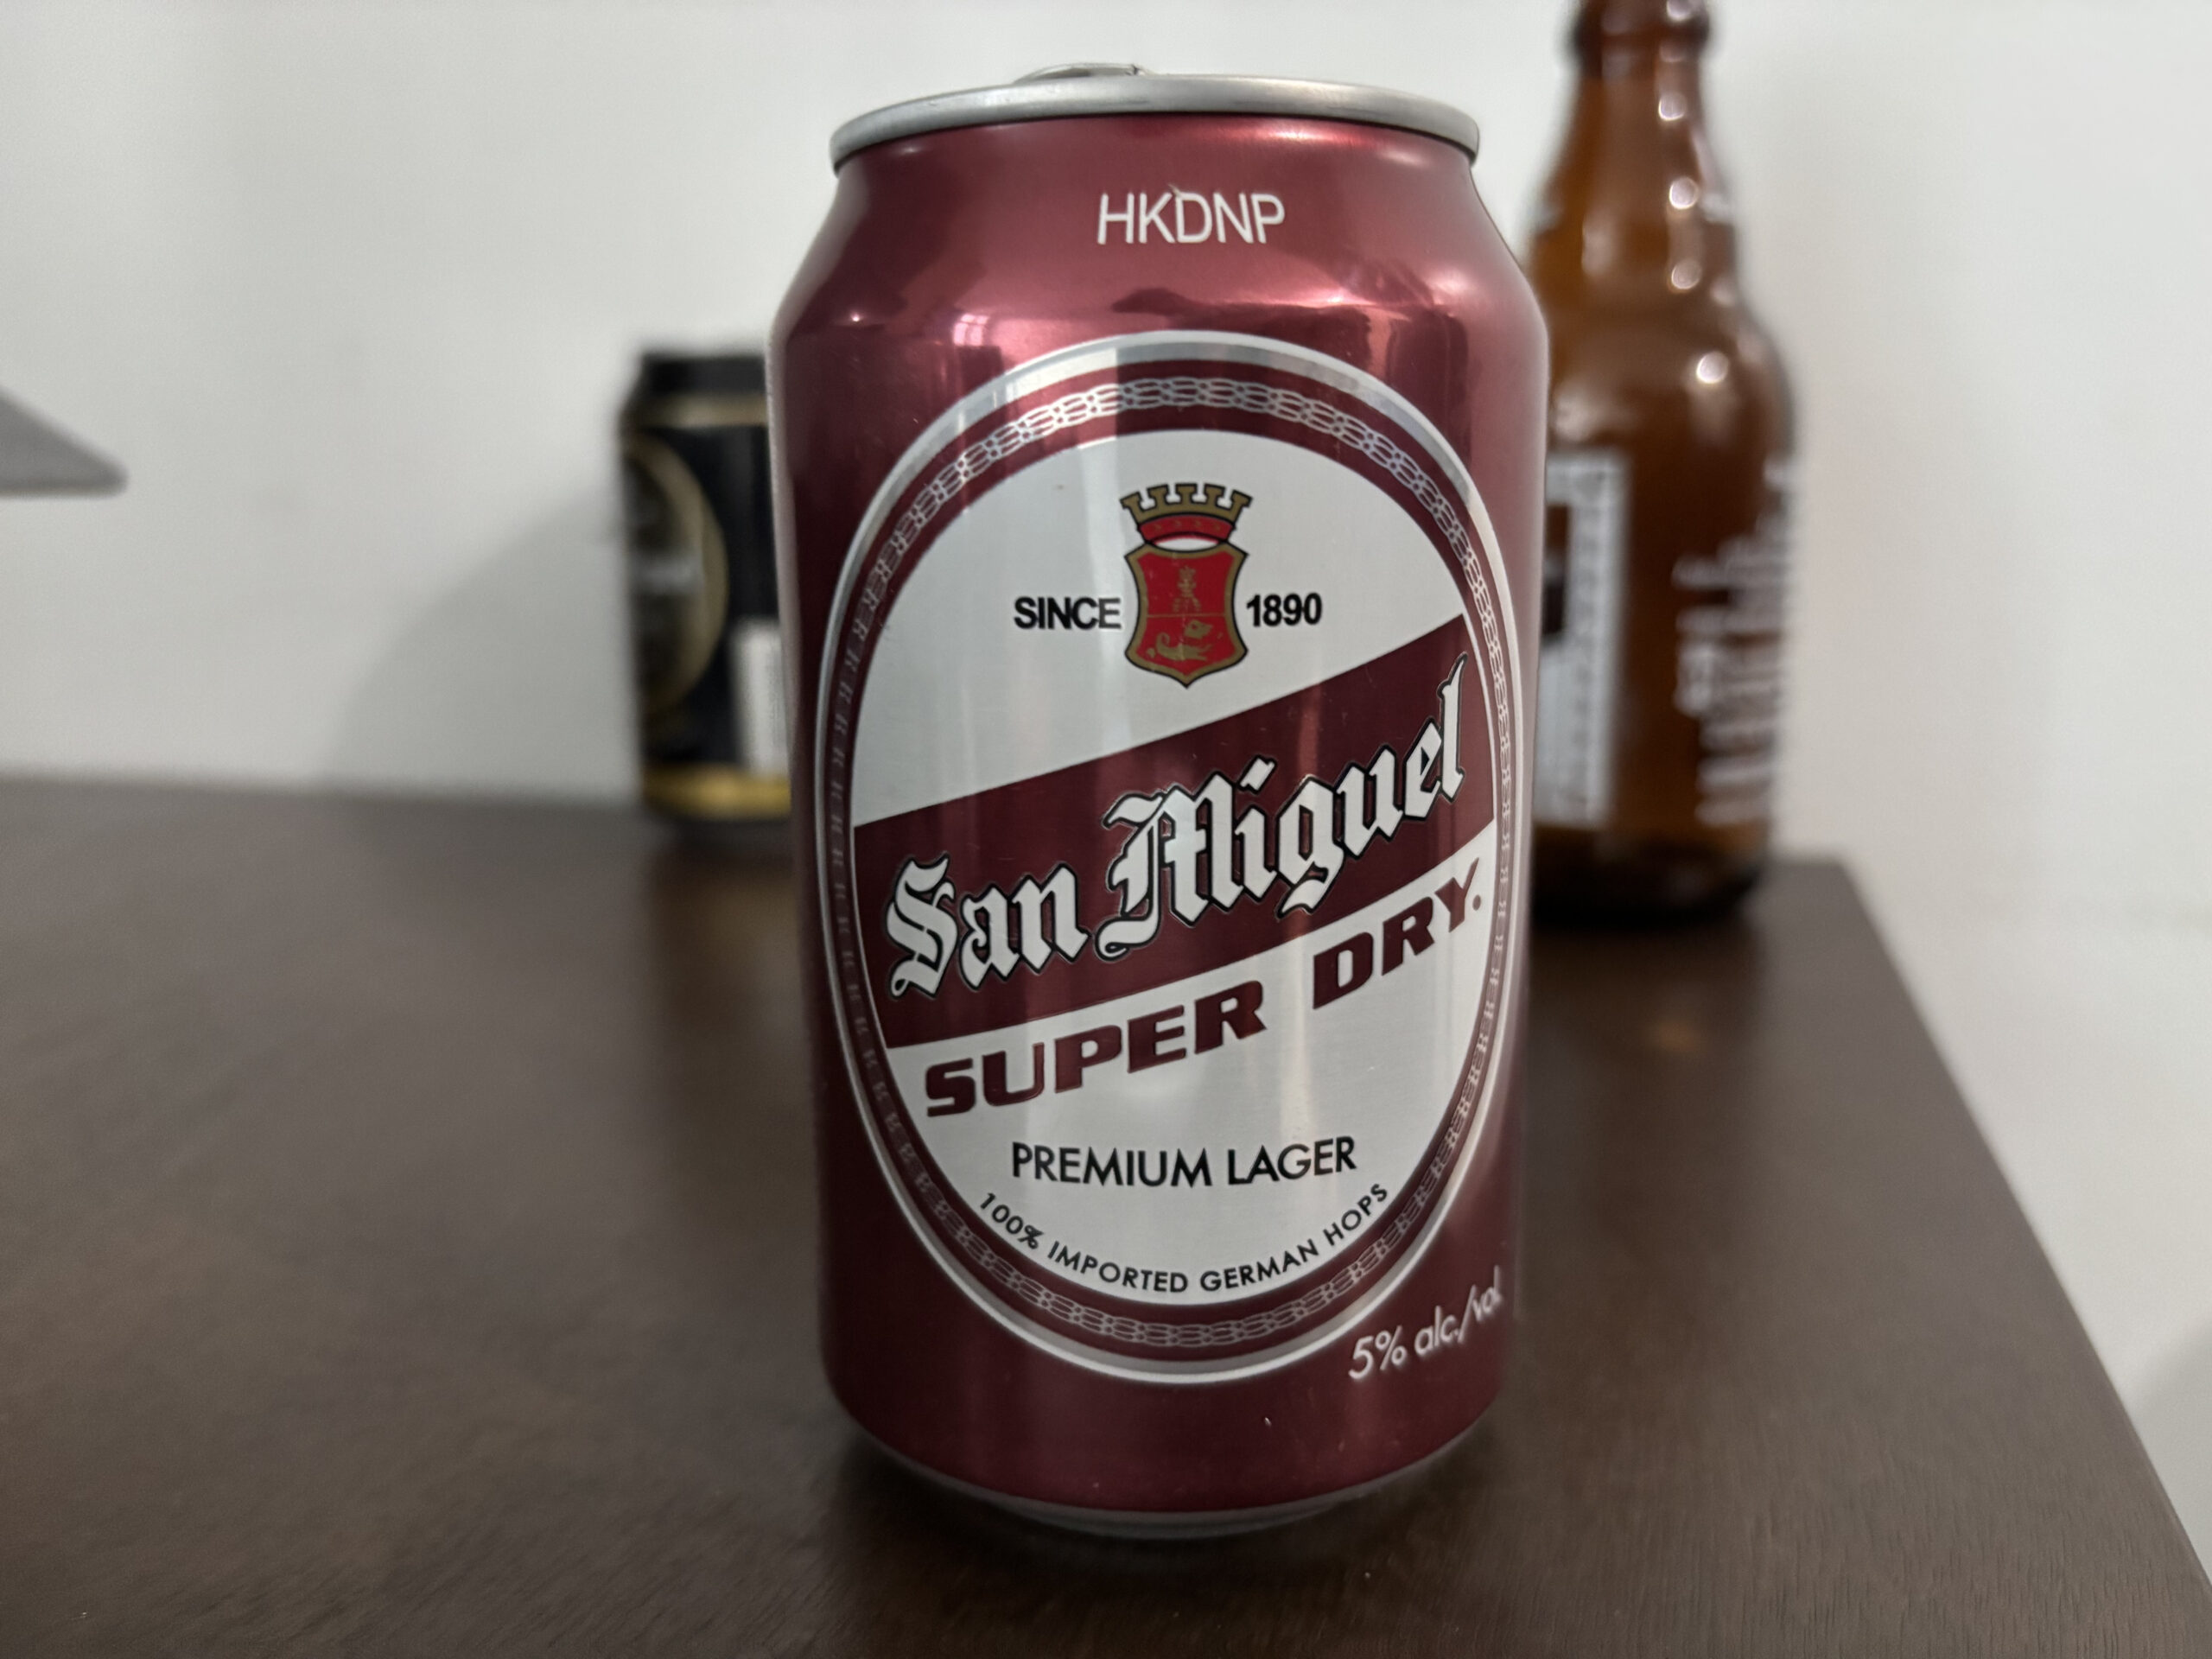 HKDNP
SINCE 1890
San Miguel
SUPER DRY.
PREMIUM LAGER
100% IMPORTED GERMAN HOPS
5% alc./vol.